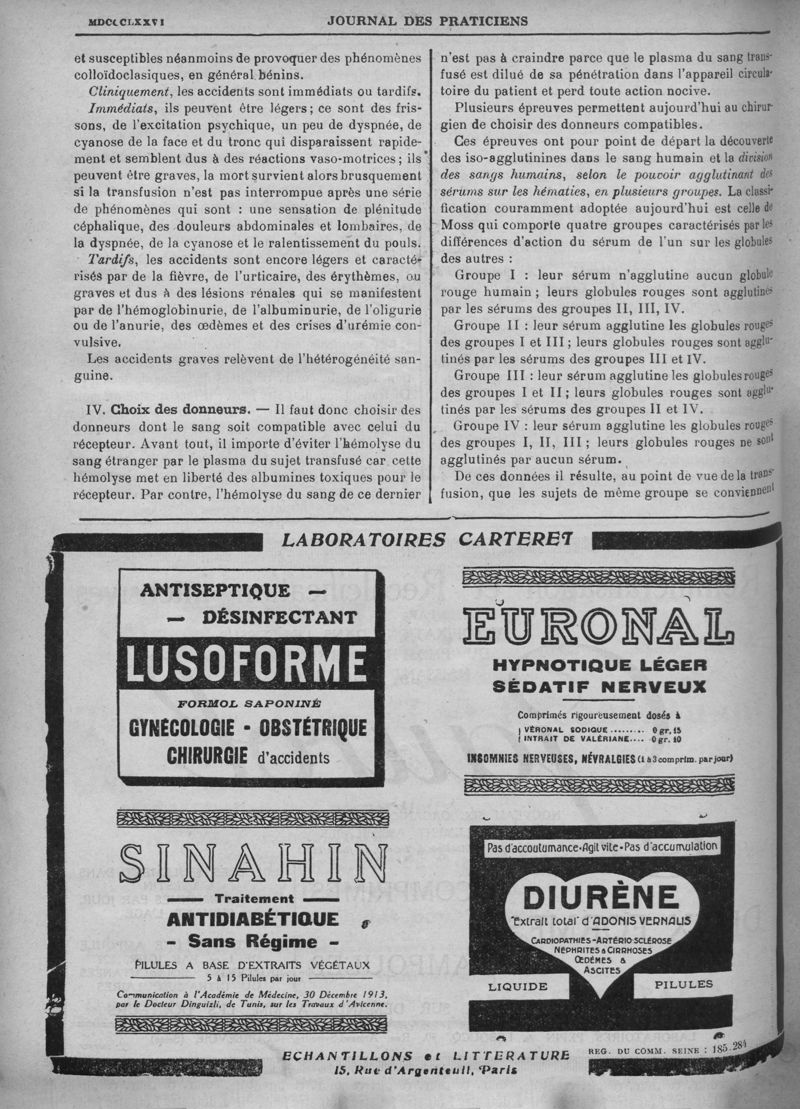 MDCCCLXXVI
JOURNAL DES PRATICIENS
et susceptibles néanmoins de provoquer des phénomènes
colloïdoclasiques, en général bénins.
Cliniquement, les accidents sont immédiats ou tardifs.
Immédiats, ils peuvent être légers; ce sont des fris-
sons, de l'excitation psychique, un peu de dyspnée, de
cyanose de la face et du tronc qui disparaissent rapide-
ment et semblent dus à des réactions vaso-motrices; ils
peuvent être graves, la mort survient alors brusquement
si la transfusion n'est pas interrompue après une série
de phénomènes qui sont : une sensation de plénitude
céphalique, des douleurs abdominales et lombaires, de
la dyspnée, de la cyanose et le ralentissement du pouls.
Tardifs, les accidents sont encore légers et caracté-
risés par de la fièvre, de l'urticaire, des érythèmes, ou
graves et dus à des lésions rénales qui se manifestent
par de l'hémoglobinurie, de l'albuminurie, de l'oligurie
ou de l'anurie, des œdèmes et des crises d'urémie con-
vulsive.
Les accidents graves relèvent de l'hétérogénéité san-
guine.
IV. Choix des donneurs. — Il faut donc choisir des
donneurs dont le sang soit compatible avec celui du
récepteur. Avant tout, il importe d'éviter l'hémolyse du
sang étranger par le plasma du sujet transfusé car cette
hémolyse met en liberté des albumines toxiques pour le
récepteur. Par contre, l'hémolyse du sang de ce dernier
n'est pas à craindre parce que le plasma du sang trans-
fusé est dilué de sa pénétration dans l'appareil circula-
toire du patient et perd toute action nocive.
Plusieurs épreuves permettent aujourd'hui au chirur-
gien de choisir des donneurs compatibles.
Ces épreuves ont pour point de départ la découverte
des iso-agglutinines dans le sang humain et la division
des sangs humains, selon le pouvoir agglutinant des
sérums sur les hématies, en plusieurs groupes. La classi-
fication couramment adoptée aujourd'hui est celle de
Moss qui comporte quatre groupes caractérisés par les
différences d'action du sérum de l'un sur les globules
des autres :
Groupe I : leur sérum n'agglutine aucun globule
rouge humain; leurs globules rouges sont agglutinés
par les sérums des groupes II, III, IV.
Groupe II : leur sérum agglutine les globules rouges
des groupes I et III; leurs globules rouges sont agglu-
tinés par les sérums des groupes III et IV.
Groupe III : leur sérum agglutine les globules rouges
des groupes I et II; leurs globules rouges sont agglu-
tinés par les sérums des groupes II et IV.
Groupe IV : leur sérum agglutine les globules rouges
des groupes I, II, III; leurs globules rouges ne sont
agglutinés par aucun sérum.
De ces données il résulte, au point de vue de la trans-
fusion, que les sujets de même groupe se conviennent
LABORATOIRES CARTERET
ANTISEPTIQUE —
— DÉSINFECTANT
LUSOFORME
FORMOL SAPONINÉ
GYNÉCOLOGIE - OBSTÉTRIQUE
CHIRURGIE d'accidents
EURONAL
HYPNOTIQUE LÉGER
SÉDATIF NERVEUX
Comprimés rigoureusement dosés à
VÉRONAL SODIQUE ......... 0 gr. 15
INTRAIT DE VALÉRIANE.... 0 gr. 10
INSOMNIES NERVEUSES, NÉVRALGIES (1 à 3 comprim. par jour)
SINAHIN
Traitement
ANTIDIABÉTIQUE
- Sans Régime -
PILULES A BASE D'EXTRAITS VÉGÉTAUX
5 à 15 Pilules par jour
Communication à l'Académie de Médecine, 30 Décembre 1913,
par le Docteur Dinguizli, de Tunis, sur les Travaux d'Avicenne.
Pas d'accoutumance-Agit vite-Pas d'accumulation
DIURÈNE
"Extrait total" d'ADONIS VERNALIS
CARDIOPATHIES-ARTÉRIO-SCLÉROSE
NÉPHRITES & CIRRHOSES
ŒDÈMES &
ASCITES
LIQUIDE
PILULES
ECHANTILLONS et LITTERATURE
15, Rue d'Argenteuil, Paris
REG. DU COMM. SEINE : 185.284